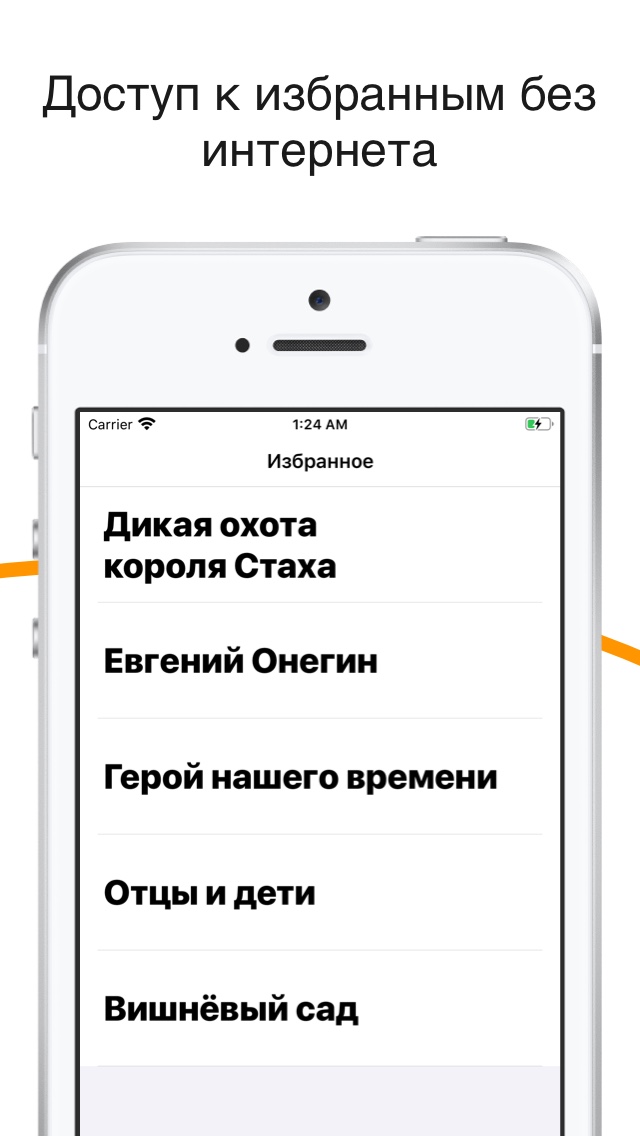 Доступ к избранным без
интернета
Carrier
1:24 AM
Избранное
Дикая охота
короля Стаха
Евгений Онегин
Герой нашего времени
Отцы и дети
Вишнёвый сад